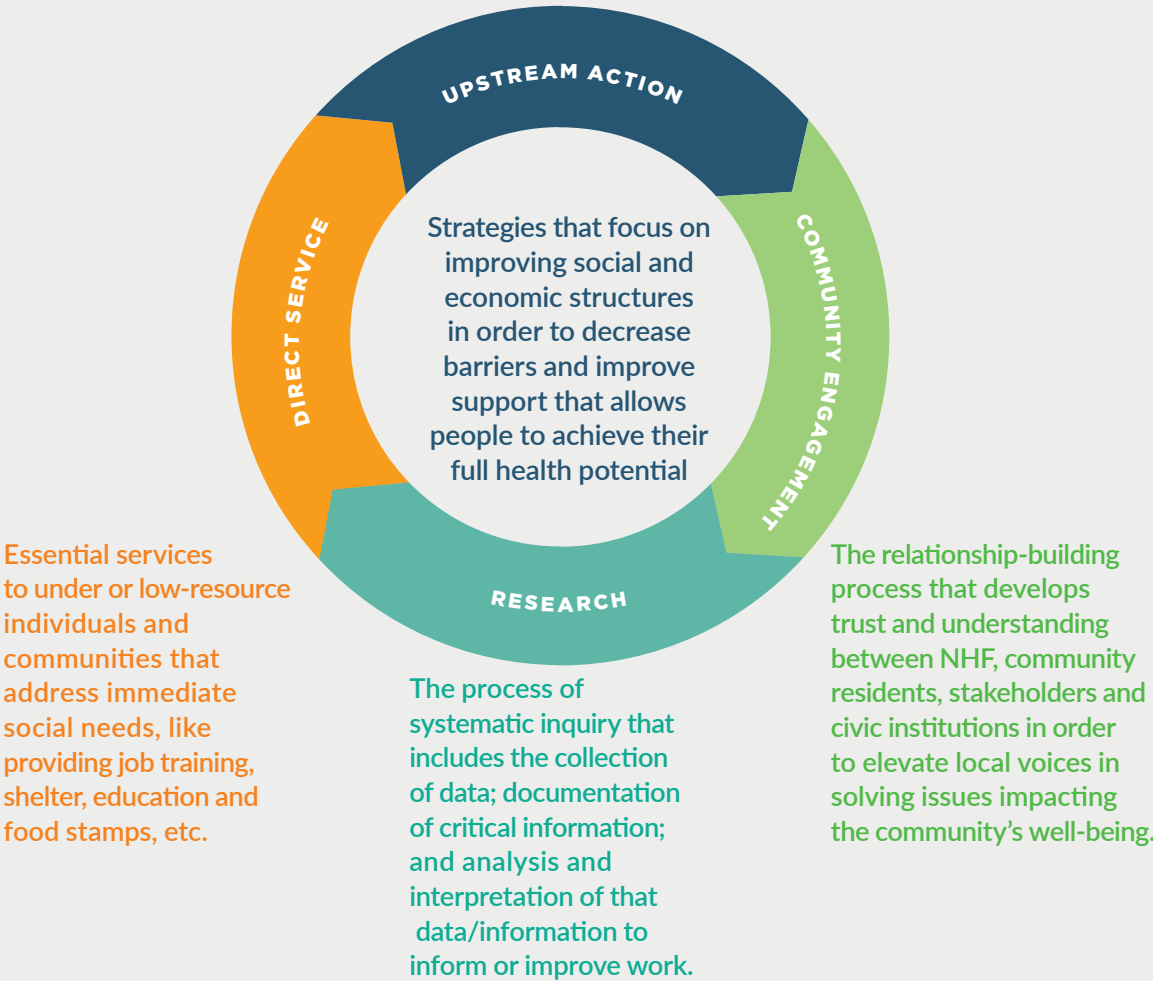 UPSTREAM ACTION
Strategies that focus on
improving social and
economic structures
in order to decrease
barriers and improve
support that allows
people to achieve their
full health potential
COMMUNITY ENGAGEMENT
The relationship-building
process that develops
trust and understanding
between NHF, community
residents, stakeholders and
civic institutions in order
to elevate local voices in
solving issues impacting
the community’s well-being.
RESEARCH
The process of
systematic inquiry that
includes the collection
of data; documentation
of critical information;
and analysis and
interpretation of that
data/information to
inform or improve work.
DIRECT SERVICE
Essential services
to under or low-resource
individuals and
communities that
address immediate
social needs, like
providing job training,
shelter, education and
food stamps, etc.